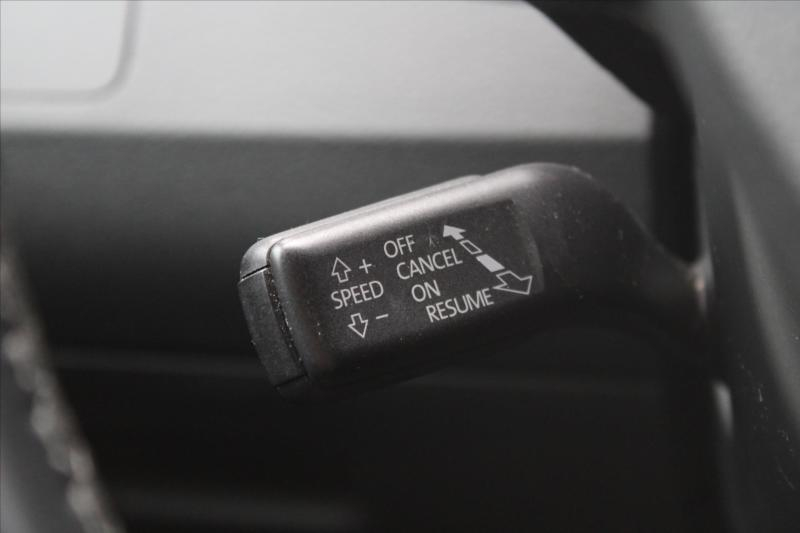 OFF
+ CANCEL
SPEED ON
− RESUME